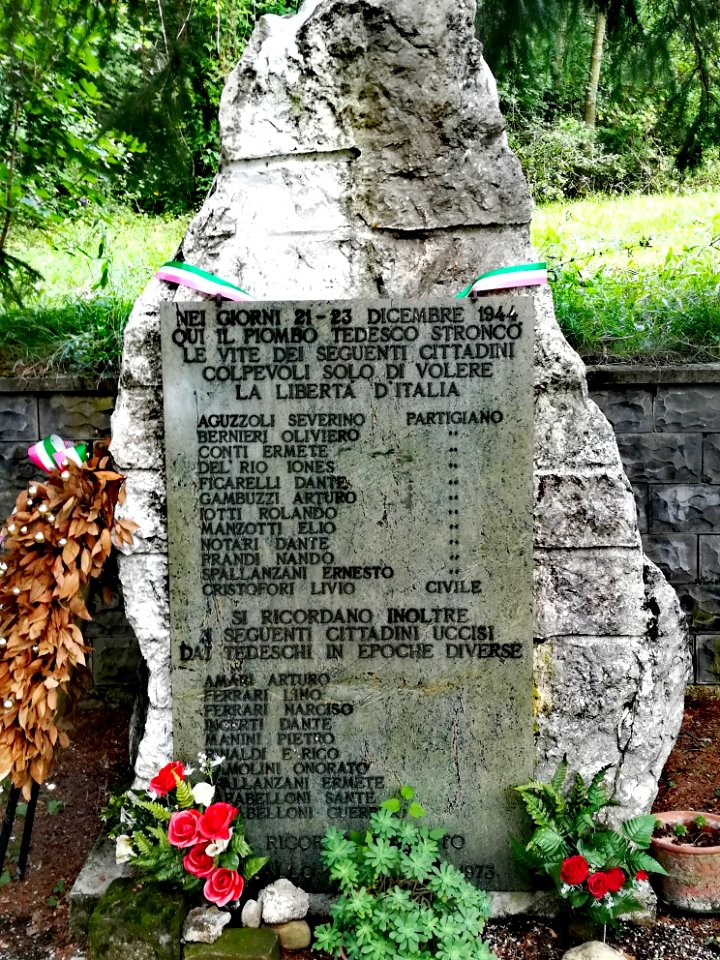 NEI GIORNI 21-23 DICEMBRE 1944
QUI IL PIOMBO TEDESCO STRONCÒ
LE VITE DEI SEGUENTI CITTADINI
COLPEVOLI SOLO DI VOLERE
LA LIBERTÀ D'ITALIA
AGUZZOLI SEVERINO PARTIGIANO
BERNIERI OLIVIERO "
CONTI ERMETE "
DEL RIO IONES "
FICARELLI DANTE "
GAMBUZZI ARTURO "
IOTTI ROLANDO "
MANZOTTI ELIO "
NOTARI DANTE "
PRANDI NANDO "
SPALLANZANI ERNESTO "
CRISTOFORI LIVIO CIVILE
SI RICORDANO INOLTRE
I SEGUENTI CITTADINI UCCISI
DAI TEDESCHI IN EPOCHE DIVERSE
AMARI ARTURO
FERRARI LINO
FERRARI NARCISO
INCERTI DANTE
MANINI PIETRO
RINALDI ENRICO
ONORATO
SPALLANZANI ERMETE
SANTE
RICORDO
1973